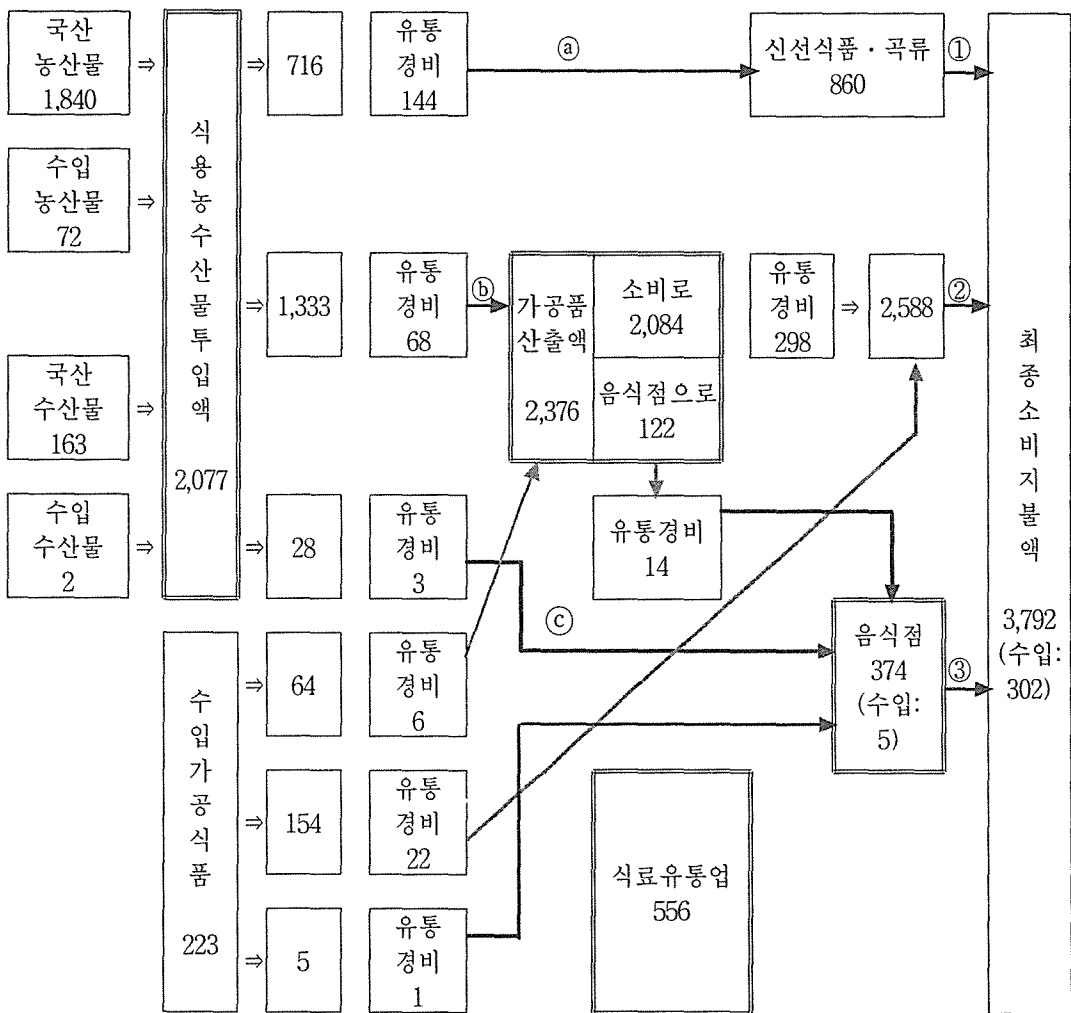 국산
농산물
1,840
⇒
식
용
농
수
산
물
투
입
액
2,077
⇒
716
유통
경비
144
ⓐ
신선식품 · 곡류
860
①
수입
농산물
72
⇒
⇒
1,333
유통
경비
68
ⓑ
가공품
산출액
2,376
소비로
2,084
음식점으로
122
유통
경비
298
⇒
2,588
②
국산
수산물
163
⇒
수입
수산물
2
⇒
⇒
28
유통
경비
3
ⓒ
유통경비
14
음식점
374
(수입:
5)
③
최
종
소
비
지
불
액
3,792
(수입:
302)
수
입
가
공
식
품
223
⇒
64
유통
경비
6
⇒
154
유통
경비
22
⇒
5
유통
경비
1
식료유통업
556